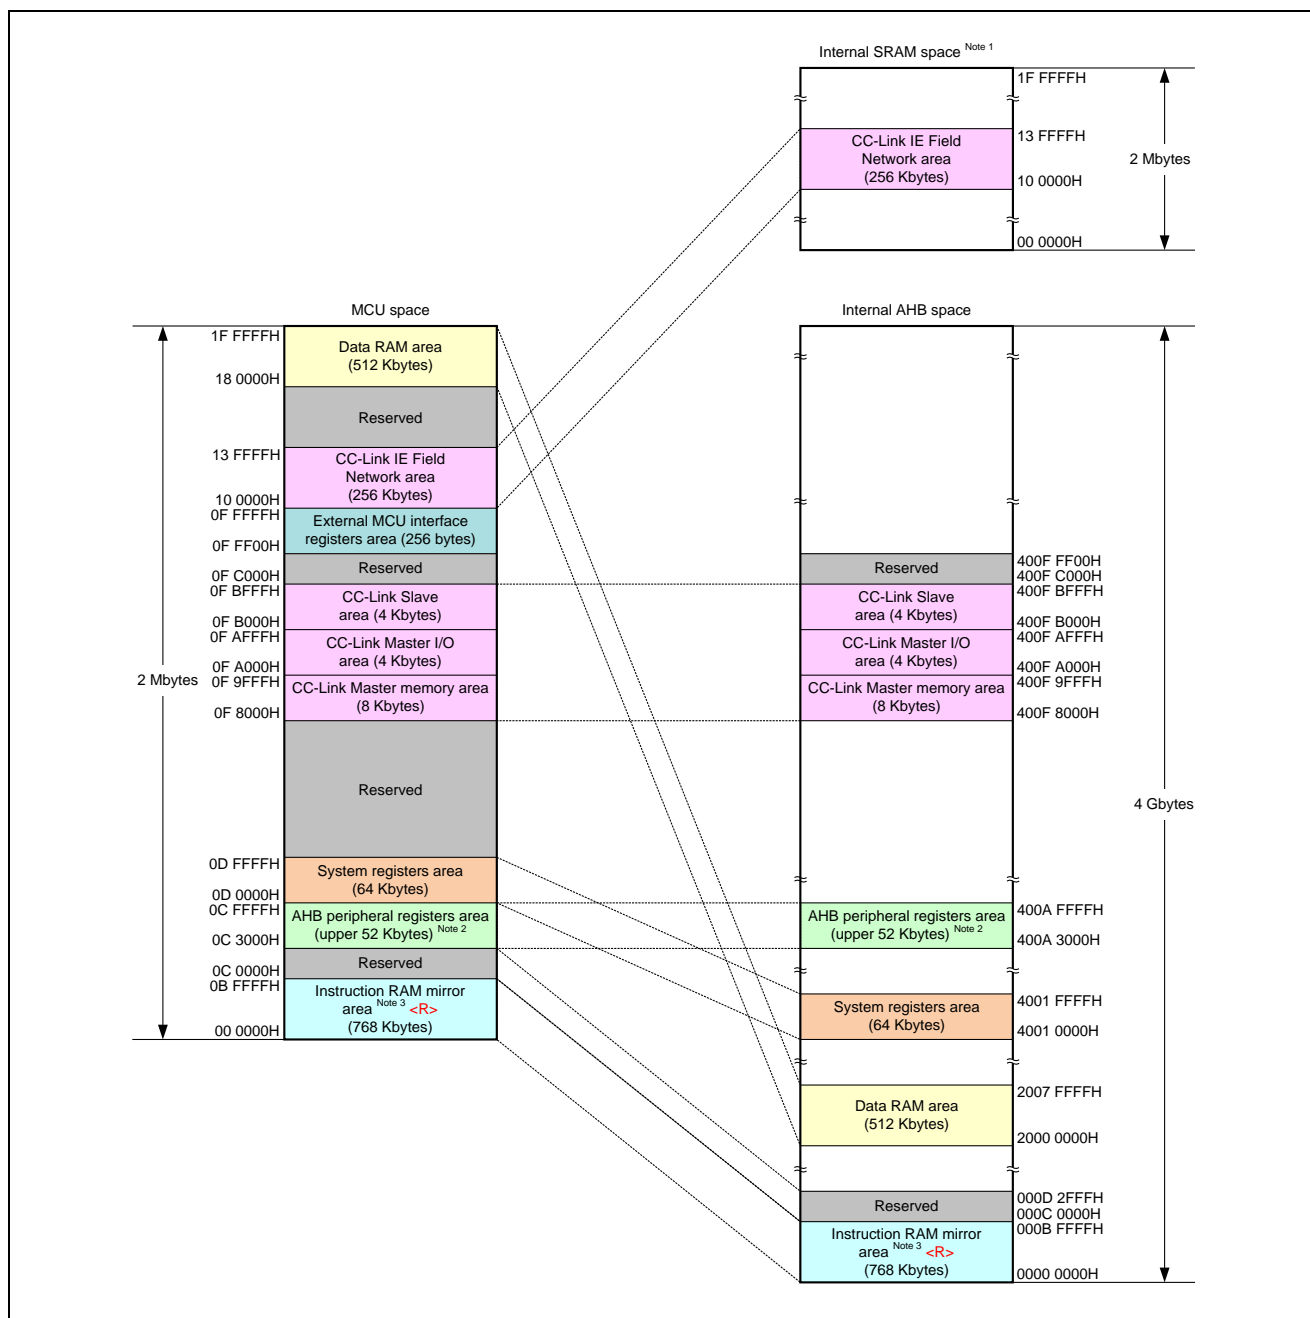 Internal SRAM space Note 1
1F FFFFH
CC-Link IE Field
Network area
(256 Kbytes)
13 FFFFH
10 0000H
2 Mbytes
00 0000H
MCU space
1F FFFFH
Data RAM area
(512 Kbytes)
18 0000H
Reserved
13 FFFFH
CC-Link IE Field
Network area
(256 Kbytes)
10 0000H
0F FFFFH
External MCU interface
registers area (256 bytes)
0F FF00H
Reserved
0F C000H
0F BFFFH
CC-Link Slave
area (4 Kbytes)
0F B000H
0F AFFFH
CC-Link Master I/O
area (4 Kbytes)
0F A000H
0F 9FFFH
CC-Link Master memory area
(8 Kbytes)
0F 8000H
2 Mbytes
Reserved
0D FFFFH
System registers area
(64 Kbytes)
0D 0000H
0C FFFFH
AHB peripheral registers area
(upper 52 Kbytes) Note 2
0C 3000H
Reserved
0C 0000H
0B FFFFH
Instruction RAM mirror
area Note 3 <R>
(768 Kbytes)
00 0000H
Internal AHB space
Reserved
400F FF00H
400F C000H
400F BFFFH
CC-Link Slave
area (4 Kbytes)
400F B000H
400F AFFFH
CC-Link Master I/O
area (4 Kbytes)
400F A000H
400F 9FFFH
CC-Link Master memory area
(8 Kbytes)
400F 8000H
4 Gbytes
AHB peripheral registers area
(upper 52 Kbytes) Note 2
400A FFFFH
400A 3000H
System registers area
(64 Kbytes)
4001 FFFFH
4001 0000H
Data RAM area
(512 Kbytes)
2007 FFFFH
2000 0000H
Reserved
000D 2FFFH
000C 0000H
000B FFFFH
Instruction RAM mirror
area Note 3 <R>
(768 Kbytes)
0000 0000H